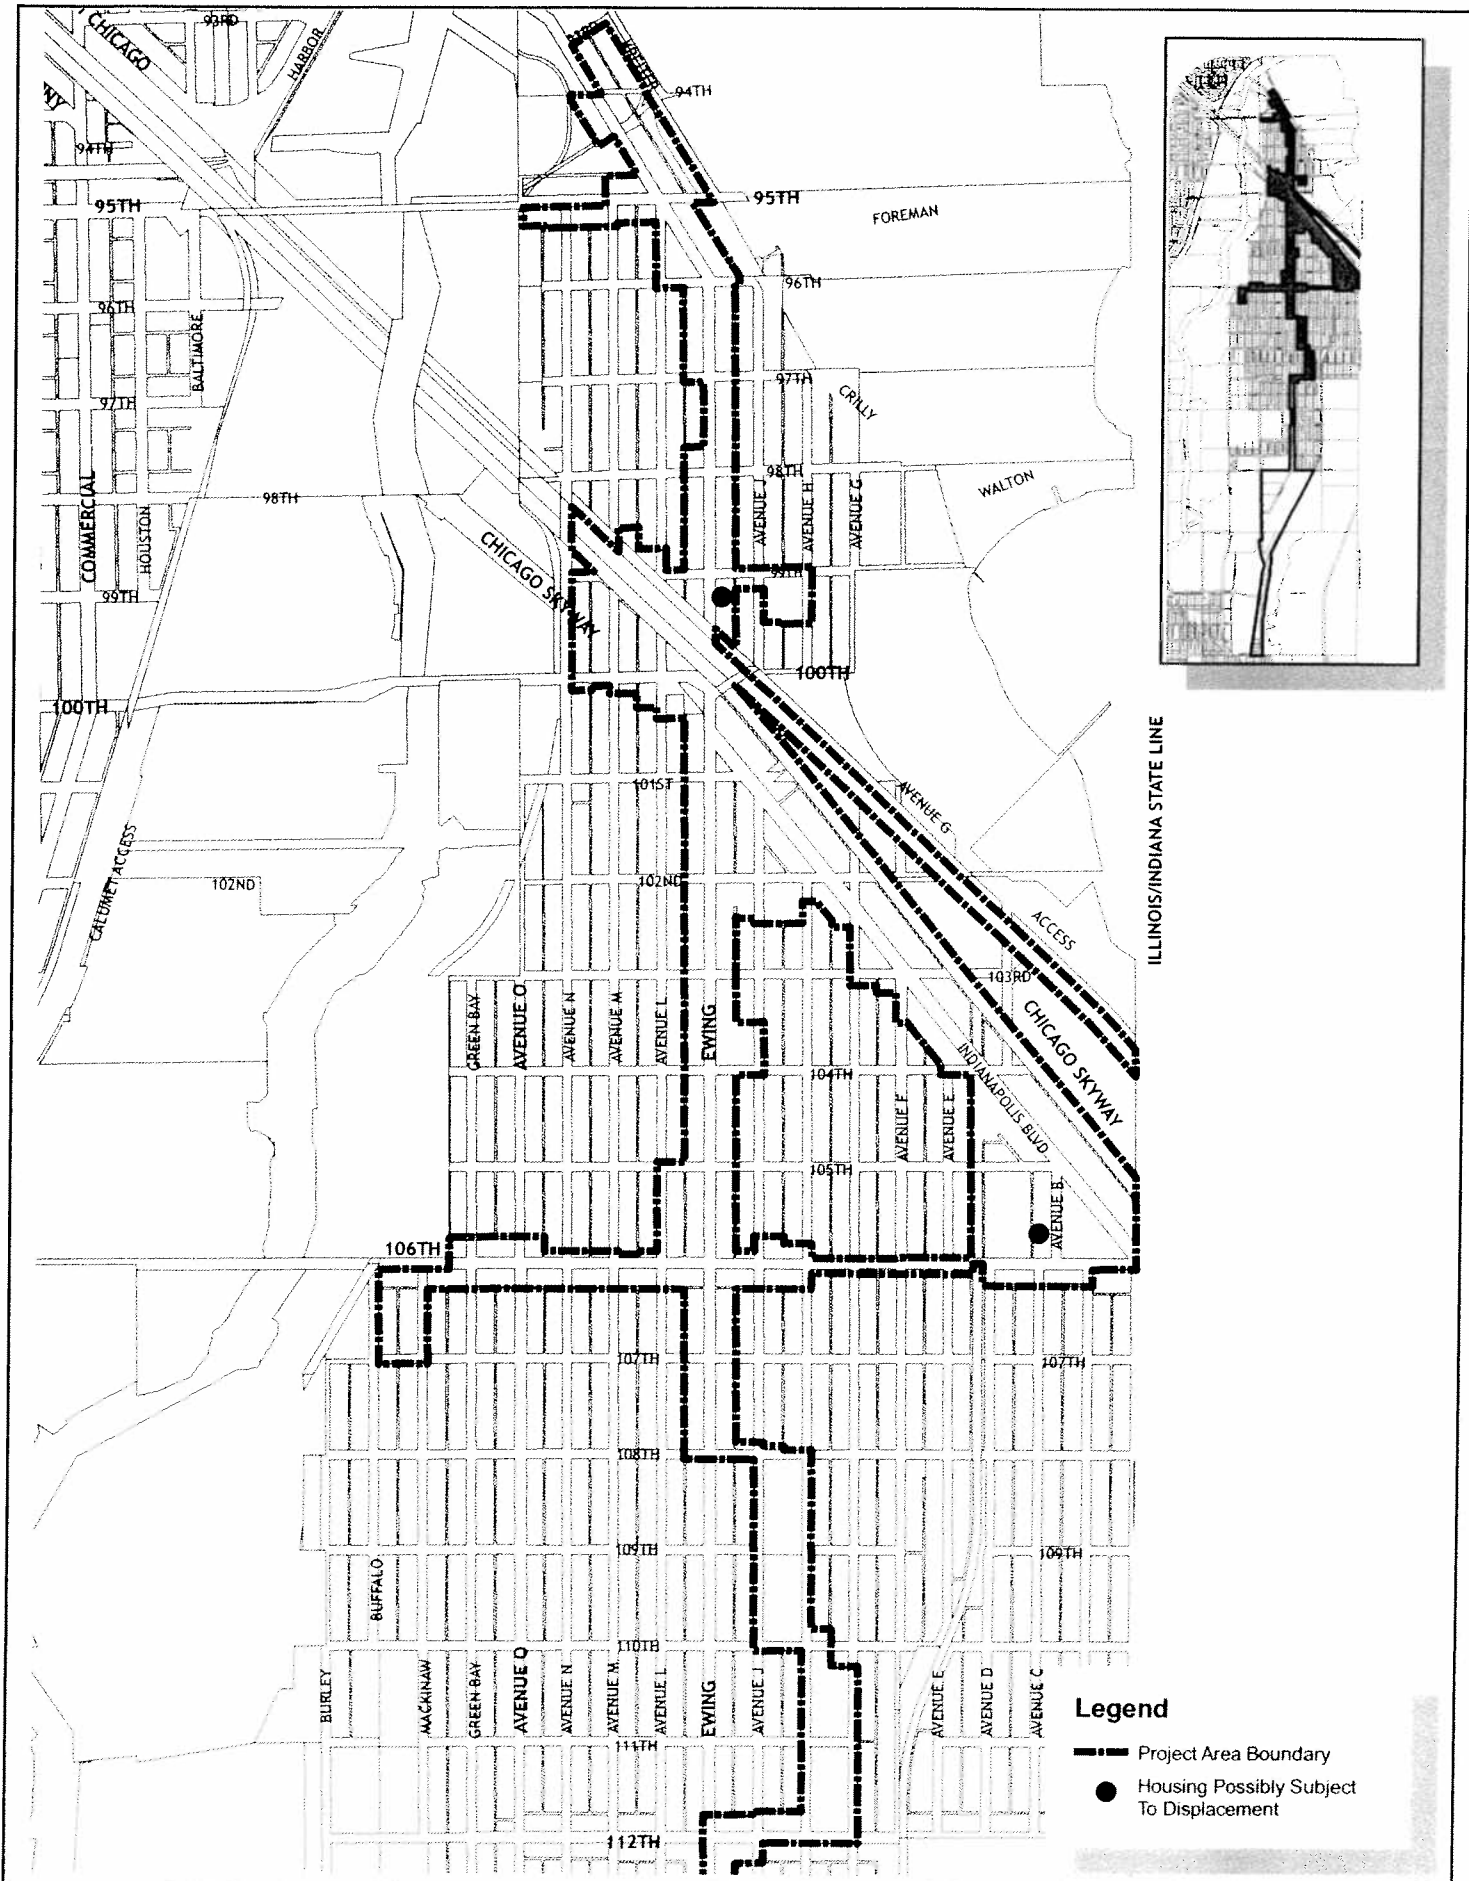 CHICAGO
93RD
HARBOR
94TH
94TH
95TH
95TH
FOREMAN
96TH
96TH
BALTIMORE
97TH
97TH
CRILLY
98TH
98TH
WALTON
COMMERCIAL
HOUSTON
AVENUE H
AVENUE G
CHICAGO SKYWAY
99TH
99TH
100TH
100TH
ILLINOIS/INDIANA STATE LINE
101ST
AVENUE G
CALUMET ACCESS
102ND
102ND
ACCESS
103RD
GREEN BAY
AVENUE O
AVENUE N
AVENUE M
AVENUE L
EWING
CHICAGO SKYWAY
INDIANAPOLIS BLVD
104TH
AVENUE F
AVENUE E
105TH
AVENUE B
106TH
107TH
107TH
108TH
109TH
109TH
BUFFALO
110TH
BURLEY
MACKINAW
GREEN BAY
AVENUE O
AVENUE N
AVENUE M
AVENUE L
EWING
AVENUE J
AVENUE E
AVENUE D
AVENUE C
111TH
112TH
Legend
Project Area Boundary
Housing Possibly Subject
To Displacement